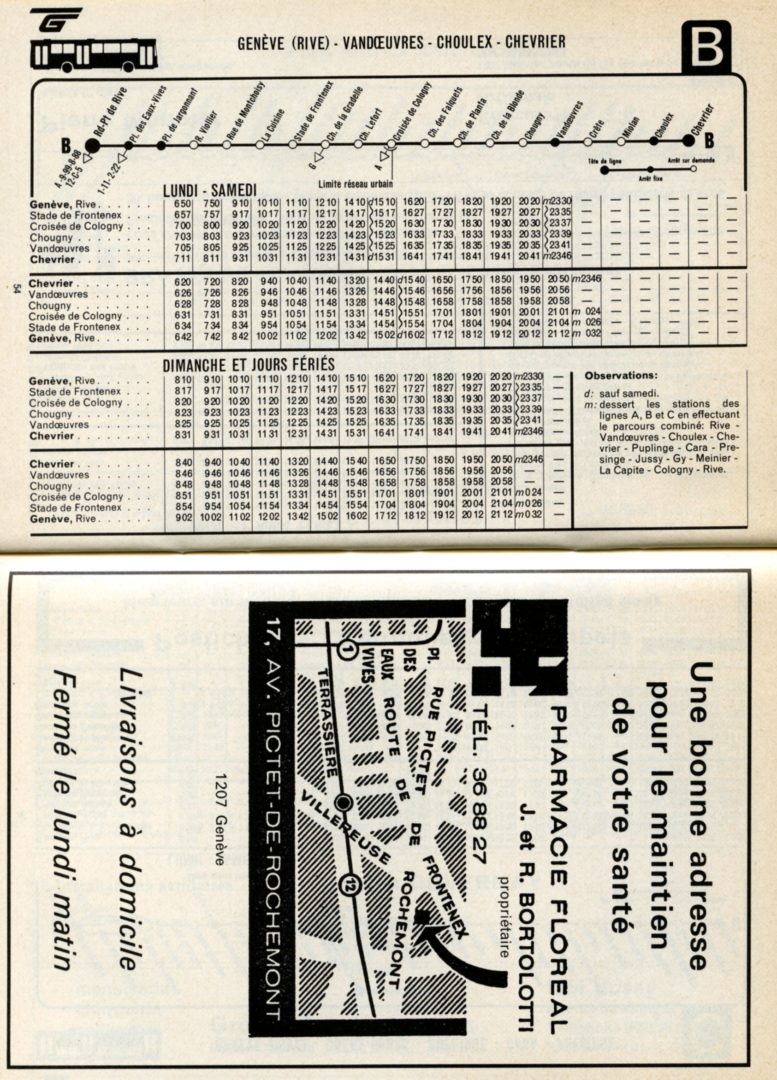 GENÈVE (RIVE) - VANDŒUVRES - CHOULEX - CHEVRIER
B
B Rd-Pt de Rive Pl. des Eaux-Vives Pl. de Jargonnant R. Viollier Rue de Montchoisy La Cuisine Stade de Frontenex Ch. de la Gradelle Ch. Lefort Croisée de Cologny Ch. des Falquets Ch. de Planta Ch. de la Blonde Chougny Vandœuvres Crête Miolan Choulex Chevrier B
G A
Tête de ligne Arrêt sur demande
Arrêt fixe
Limite réseau urbain
LUNDI - SAMEDI
Genève, Rive 650 750 910 1010 1110 1210 1410 d1510 1620 1720 1820 1920 2020 m2330
Stade de Frontenex 657 757 917 1017 1117 1217 1417 1517 1627 1727 1827 1927 2027 2335
Croisée de Cologny 700 800 920 1020 1120 1220 1420 1520 1630 1730 1830 1930 2030 2337
Chougny 703 803 923 1023 1123 1223 1423 1523 1633 1733 1833 1933 2033 2339
Vandœuvres 705 805 925 1025 1125 1225 1425 1525 1635 1735 1835 1935 2035 2341
Chevrier 711 811 931 1031 1131 1231 1431 d1531 1641 1741 1841 1941 2041 m2346
Chevrier 620 720 820 940 1040 1140 1320 1440 d1540 1650 1750 1850 1950 2050 m2346
Vandœuvres 626 726 826 946 1046 1146 1326 1446 1546 1656 1756 1856 1956 2056
Chougny 628 728 828 948 1048 1148 1328 1448 1548 1658 1758 1858 1958 2058
Croisée de Cologny 631 731 831 951 1051 1151 1331 1451 1551 1701 1801 1901 2001 2101 m 024
Stade de Frontenex 634 734 834 954 1054 1154 1334 1454 1554 1704 1804 1904 2004 2104 m 026
Genève, Rive 642 742 842 1002 1102 1202 1342 1502 d1602 1712 1812 1912 2012 2112 m 032
54
DIMANCHE ET JOURS FÉRIÉS
Genève, Rive 810 910 1010 1110 1210 1410 1510 1620 1720 1820 1920 2020 m2330
Stade de Frontenex 817 917 1017 1117 1217 1417 1517 1627 1727 1827 1927 2027 2335
Croisée de Cologny 820 920 1020 1120 1220 1420 1520 1630 1730 1830 1930 2030 2337
Chougny 823 923 1023 1123 1223 1423 1523 1633 1733 1833 1933 2033 2339
Vandœuvres 825 925 1025 1125 1225 1425 1525 1635 1735 1835 1935 2035 2341
Chevrier 831 931 1031 1131 1231 1431 1531 1641 1741 1841 1941 2041 m2346
Chevrier 840 940 1040 1140 1320 1440 1540 1650 1750 1850 1950 2050 m2346
Vandœuvres 846 946 1046 1146 1326 1446 1546 1656 1756 1856 1956 2056
Chougny 848 948 1048 1148 1328 1448 1548 1658 1758 1858 1958 2058
Croisée de Cologny 851 951 1051 1151 1331 1451 1551 1701 1801 1901 2001 2101 m024
Stade de Frontenex 854 954 1054 1154 1334 1454 1554 1704 1804 1904 2004 2104 m026
Genève, Rive 902 1002 1102 1202 1342 1502 1602 1712 1812 1912 2012 2112 m032
Observations:
d: sauf samedi.
m: dessert les stations des
lignes A, B et C en effectuant
le parcours combiné: Rive -
Vandœuvres - Choulex - Che-
vrier - Puplinge - Cara - Pre-
singe - Jussy - Gy - Meinier -
La Capite - Cologny - Rive.
Une bonne adresse
pour le maintien
de votre santé
PHARMACIE FLOREAL
J. et R. BORTOLOTTI
propriétaire
TÉL. 36 88 27
RUE PICTET DE ROCHEMONT
Pl. DES EAUX VIVES
ROUTE DE FRONTENEX
1
TERRASSIÈRE
VILLEREUSE
12
17, AV. PICTET-DE-ROCHEMONT
1207 Genève
Livraisons à domicile
Fermé le lundi matin